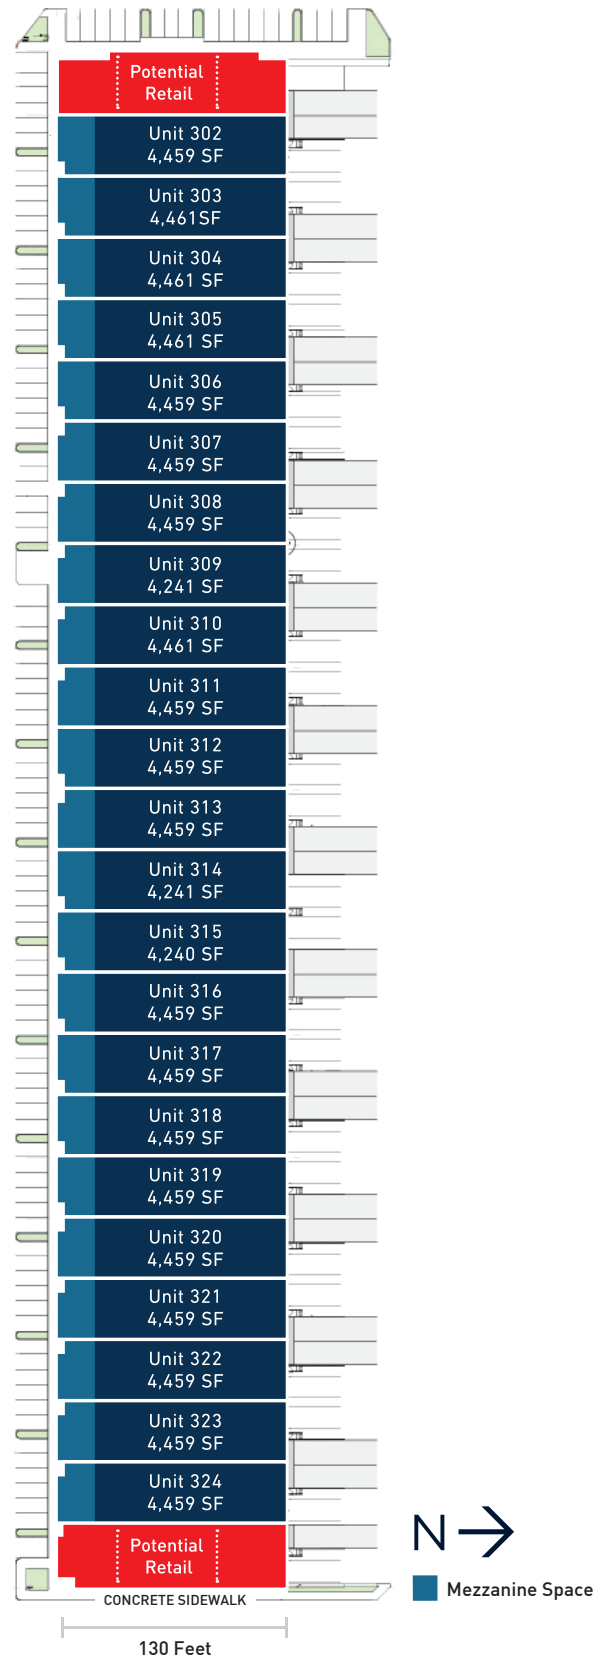 Potential
Retail
Unit 302
4,459 SF
Unit 303
4,461SF
Unit 304
4,461 SF
Unit 305
4,461 SF
Unit 306
4,459 SF
Unit 307
4,459 SF
Unit 308
4,459 SF
Unit 309
4,241 SF
Unit 310
4,461 SF
Unit 311
4,459 SF
Unit 312
4,459 SF
Unit 313
4,459 SF
Unit 314
4,241 SF
Unit 315
4,240 SF
Unit 316
4,459 SF
Unit 317
4,459 SF
Unit 318
4,459 SF
Unit 319
4,459 SF
Unit 320
4,459 SF
Unit 321
4,459 SF
Unit 322
4,459 SF
Unit 323
4,459 SF
Unit 324
4,459 SF
Potential
Retail
N
Mezzanine Space
CONCRETE SIDEWALK
130 Feet